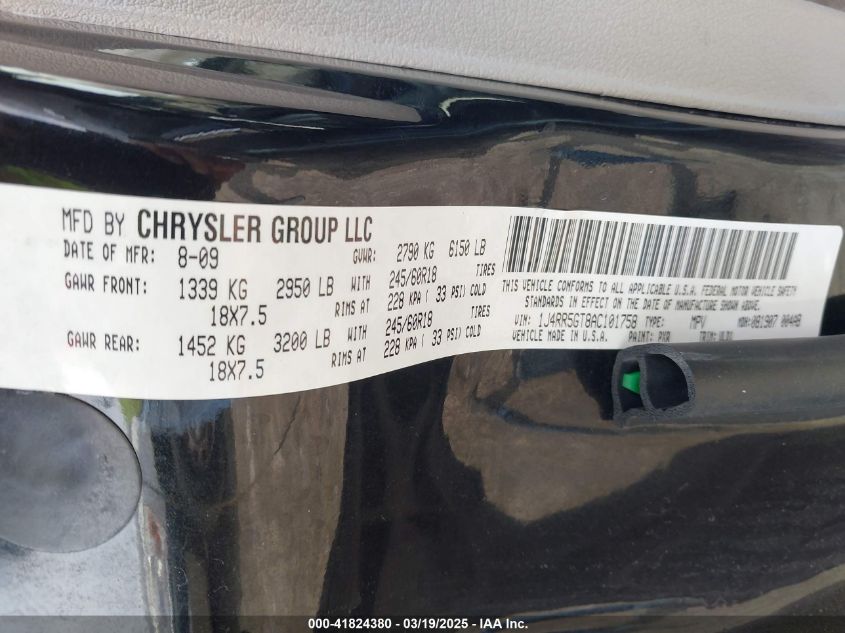 MFD BY CHRYSLER GROUP LLC
DATE OF MFR: 8-09 GVWR: 2790 KG 6150 LB
GAWR FRONT: 1339 KG 2950 LB WITH 245/60R18 TIRES
18X7.5 RIMS AT 228 KPA ( 33 PSI) COLD
GAWR REAR: 1452 KG 3200 LB WITH 245/60R18 TIRES
18X7.5 RIMS AT 228 KPA ( 33 PSI) COLD
THIS VEHICLE CONFORMS TO ALL APPLICABLE U.S.A. FEDERAL MOTOR VEHICLE SAFETY
STANDARDS IN EFFECT ON THE DATE OF MANUFACTURE SHOWN ABOVE.
VIN: 1J4RR5GT8AC101758 TYPE: MPV MDH: 081907 004AB
VEHICLE MADE IN U.S.A. PAINT: PXR TRIM:
000-41824380 - 03/19/2025 - IAA, Inc.